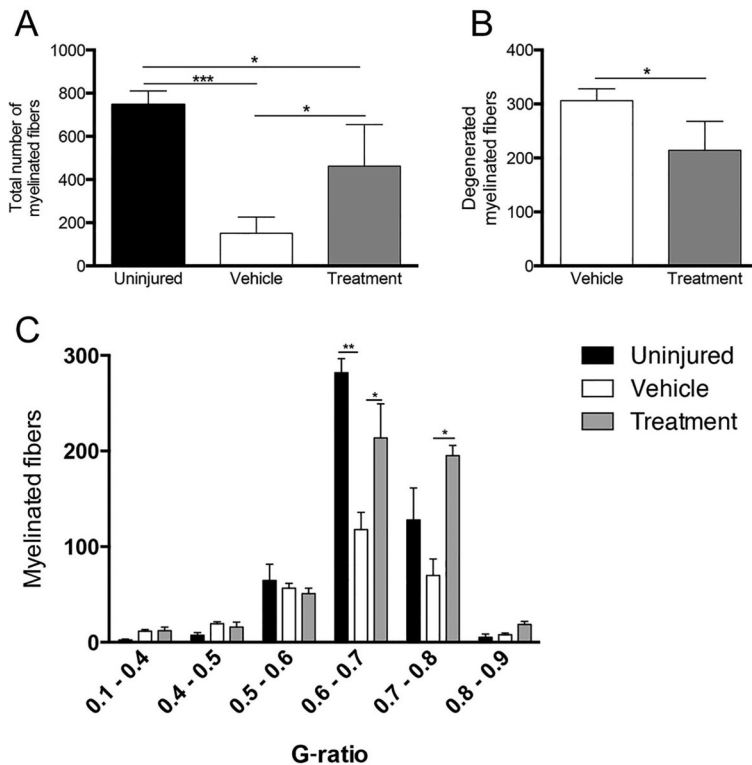 A
Total number of
myelinated fibers
1000
800
600
400
200
0
*
***
*
Uninjured
Vehicle
Treatment
B
Degenerated
myelinated fibers
400
300
200
100
0
*
Vehicle
Treatment
C
Myelinated fibers
300
200
100
0
**
*
*
0.1 - 0.4
0.4 - 0.5
0.5 - 0.6
0.6 - 0.7
0.7 - 0.8
0.8 - 0.9
G-ratio
Uninjured
Vehicle
Treatment